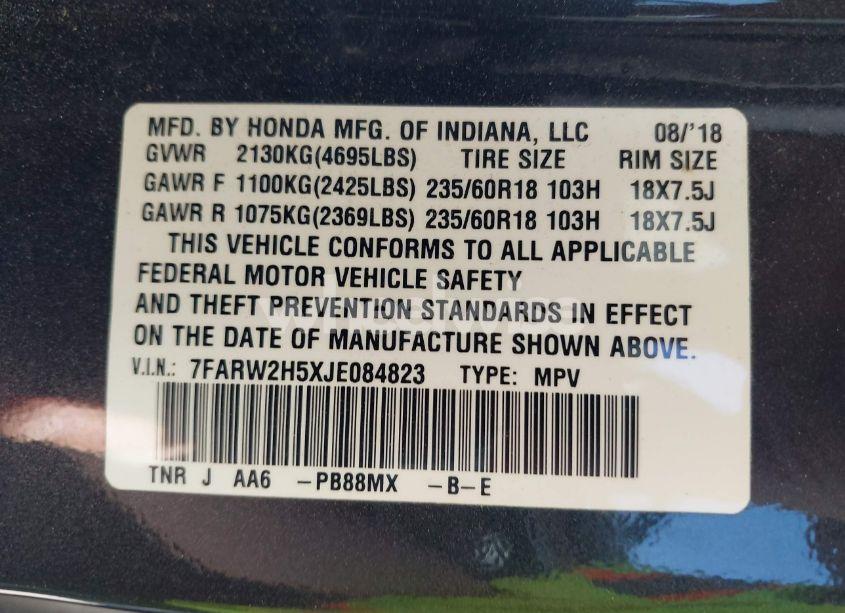 MFD. BY HONDA MFG. OF INDIANA, LLC 08/'18
GVWR 2130KG(4695LBS) TIRE SIZE RIM SIZE
GAWR F 1100KG(2425LBS) 235/60R18 103H 18X7.5J
GAWR R 1075KG(2369LBS) 235/60R18 103H 18X7.5J
THIS VEHICLE CONFORMS TO ALL APPLICABLE
FEDERAL MOTOR VEHICLE SAFETY
AND THEFT PREVENTION STANDARDS IN EFFECT
ON THE DATE OF MANUFACTURE SHOWN ABOVE.
V.I.N.: 7FARW2H5XJE084823 TYPE: MPV
TNR J AA6 -PB88MX -B-E